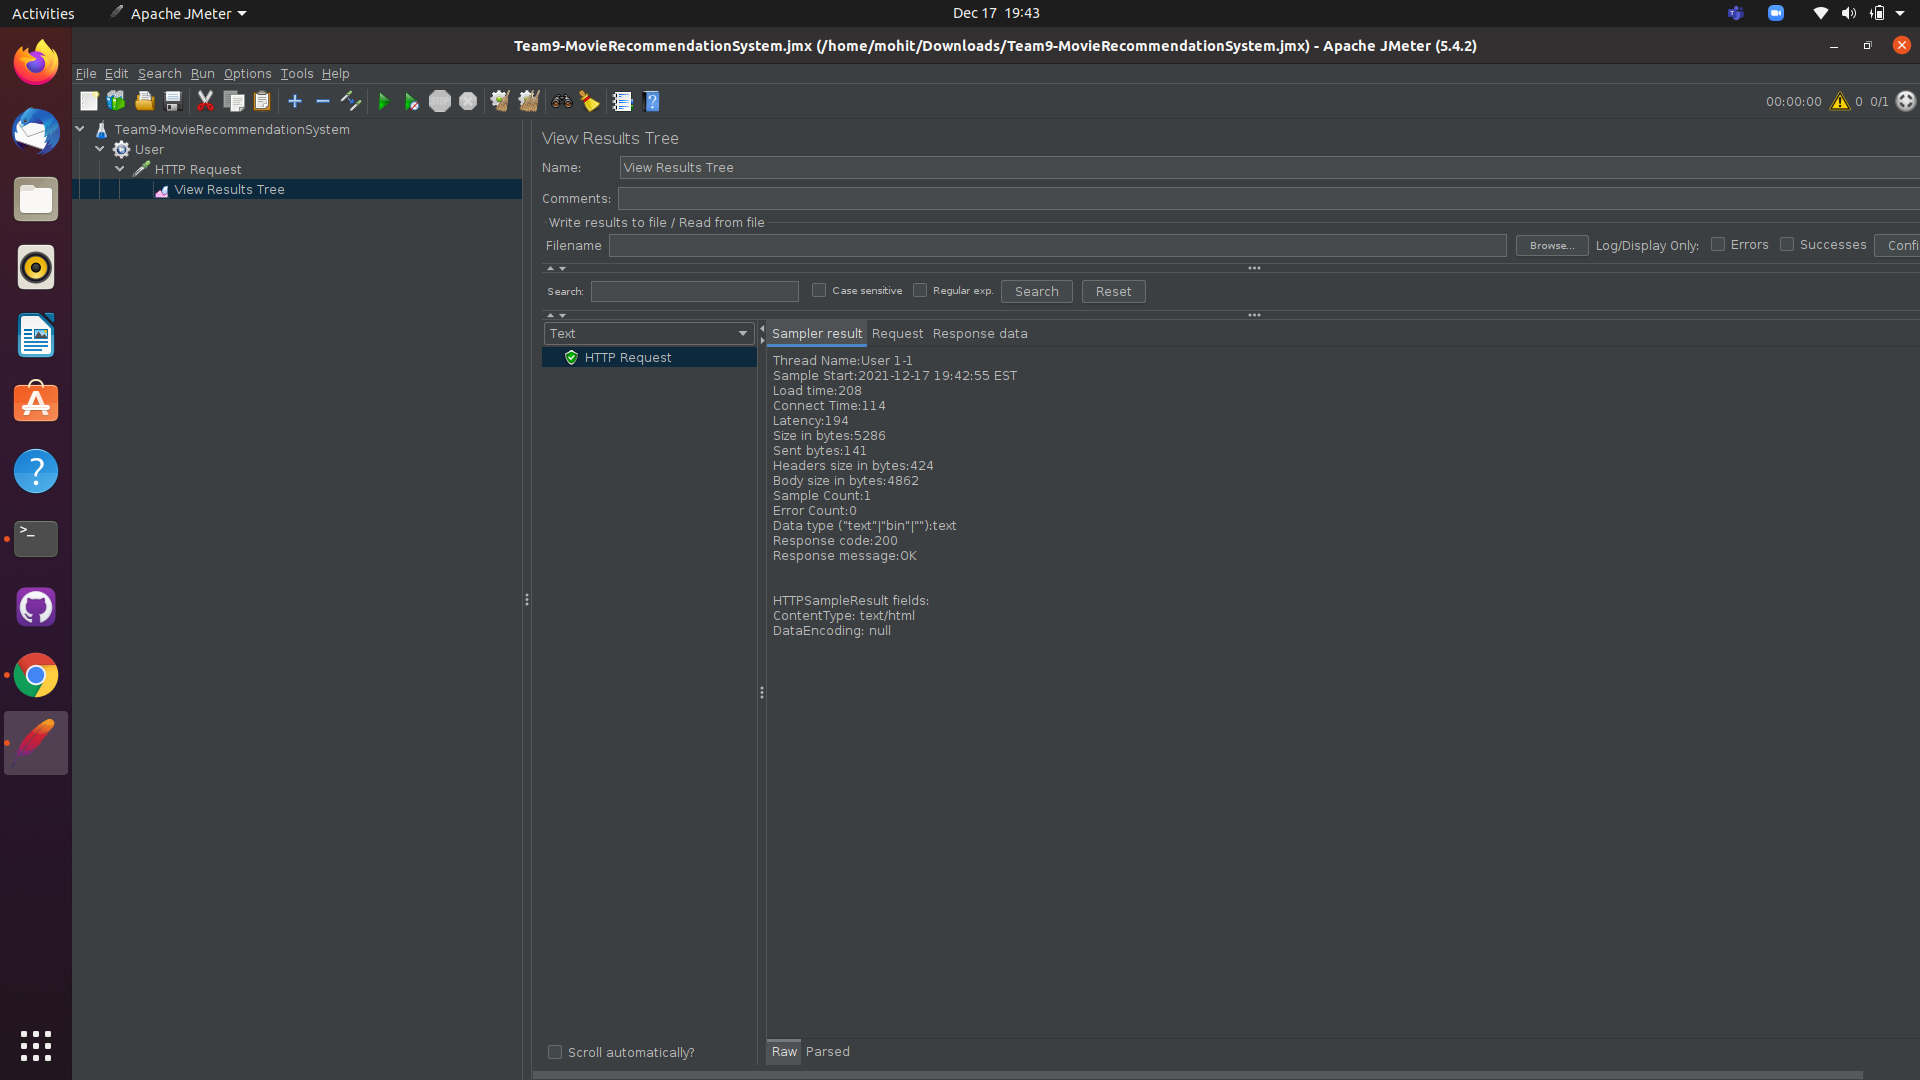 Activities Apache JMeter Dec 17 19:43
Team9-MovieRecommendationSystem.jmx (/home/mohit/Downloads/Team9-MovieRecommendationSystem.jmx) - Apache JMeter (5.4.2)
File Edit Search Run Options Tools Help
00:00:00 0 0/1
Team9-MovieRecommendationSystem
User
HTTP Request
View Results Tree
View Results Tree
Name: View Results Tree
Comments:
Write results to file / Read from file
Filename Browse... Log/Display Only: Errors Successes Confi
Search: Case sensitive Regular exp. Search Reset
Text
HTTP Request
Sampler result Request Response data
Thread Name:User 1-1
Sample Start:2021-12-17 19:42:55 EST
Load time:208
Connect Time:114
Latency:194
Size in bytes:5286
Sent bytes:141
Headers size in bytes:424
Body size in bytes:4862
Sample Count:1
Error Count:0
Data type ("text"|"bin"|""):text
Response code:200
Response message:OK
HTTPSampleResult fields:
ContentType: text/html
DataEncoding: null
Scroll automatically?
Raw Parsed